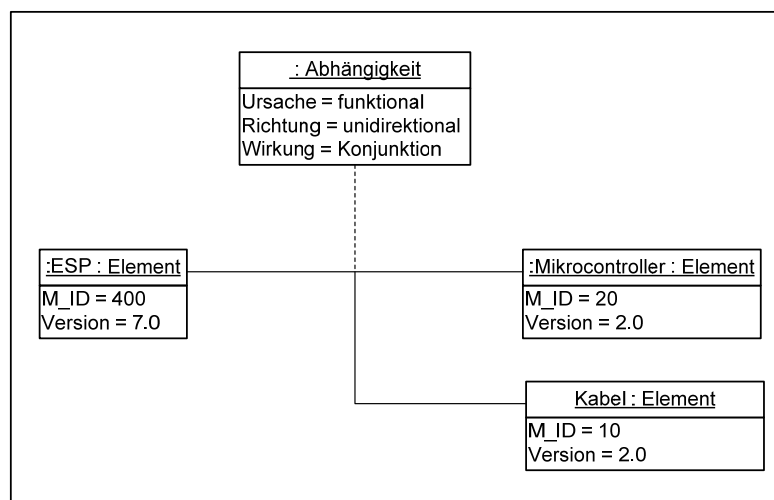 : Abhängigkeit
Ursache = funktional
Richtung = unidirektional
Wirkung = Konjunktion
:ESP : Element
M_ID = 400
Version = 7.0
:Mikrocontroller : Element
M_ID = 20
Version = 2.0
Kabel : Element
M_ID = 10
Version = 2.0